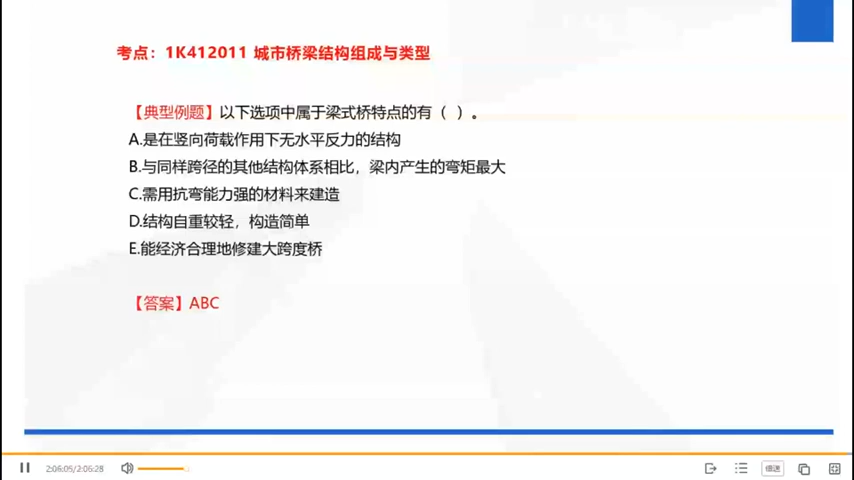 考点：1K412011 城市桥梁结构组成与类型
【典型例题】以下选项中属于梁式桥特点的有（ ）。
A.是在竖向荷载作用下无水平反力的结构
B.与同样跨径的其他结构体系相比，梁内产生的弯矩最大
C.需用抗弯能力强的材料来建造
D.结构自重较轻，构造简单
E.能经济合理地修建大跨度桥
【答案】ABC
2:06:05/2:06:28
倍速